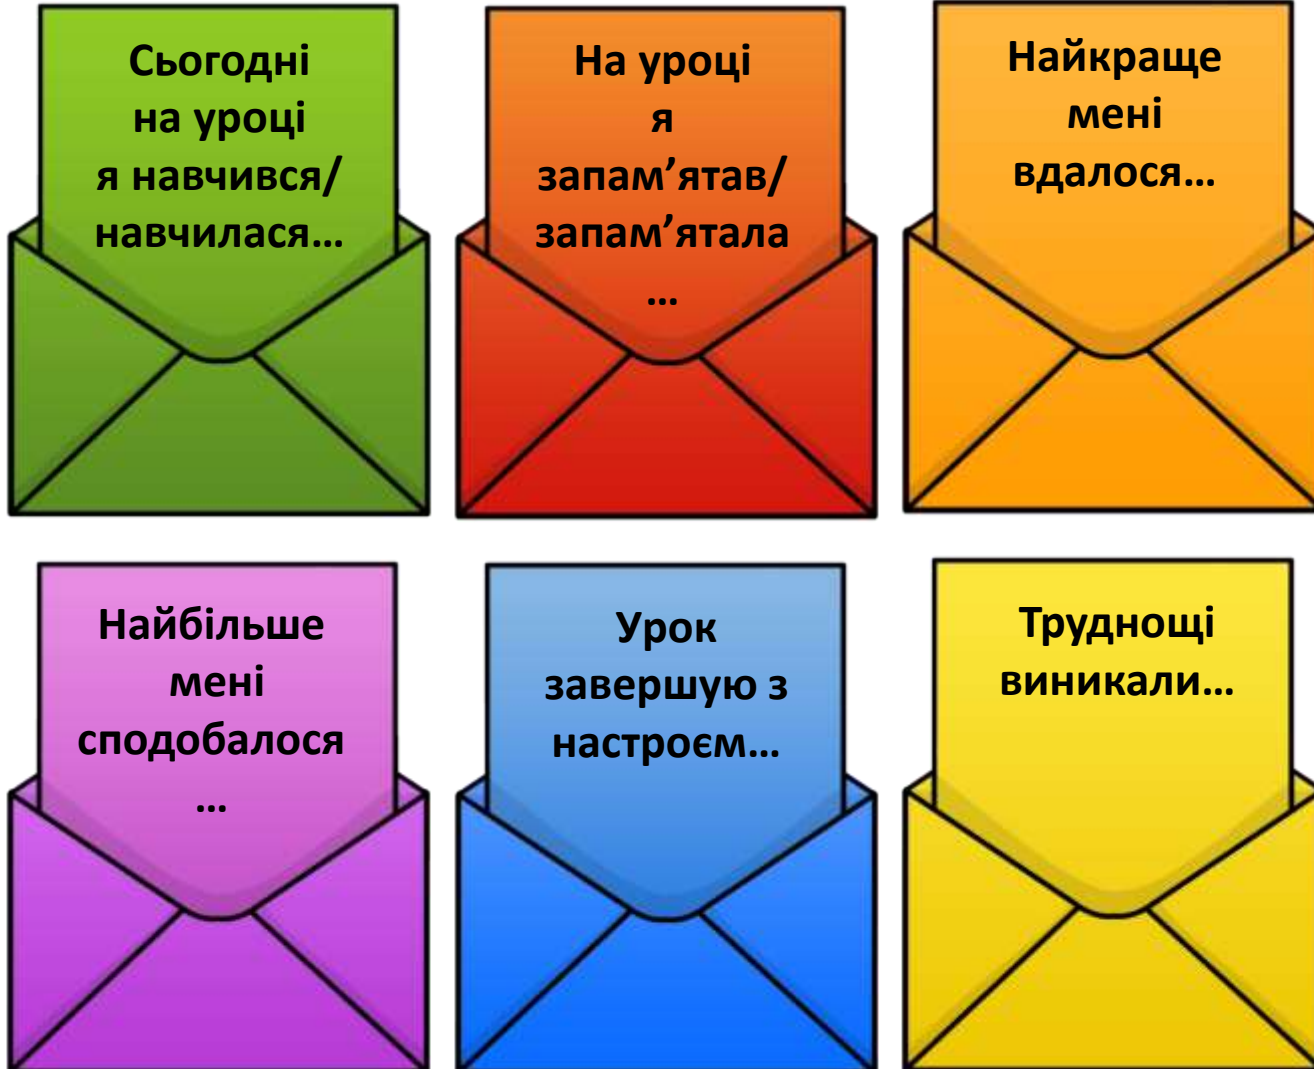 Сьогодні
на уроці
я навчився/
навчилася…
На уроці
я
запам’ятав/
запам’ятала
…
Найкраще
мені
вдалося…
Найбільше
мені
сподобалося
…
Урок
завершую з
настроєм…
Труднощі
виникали…